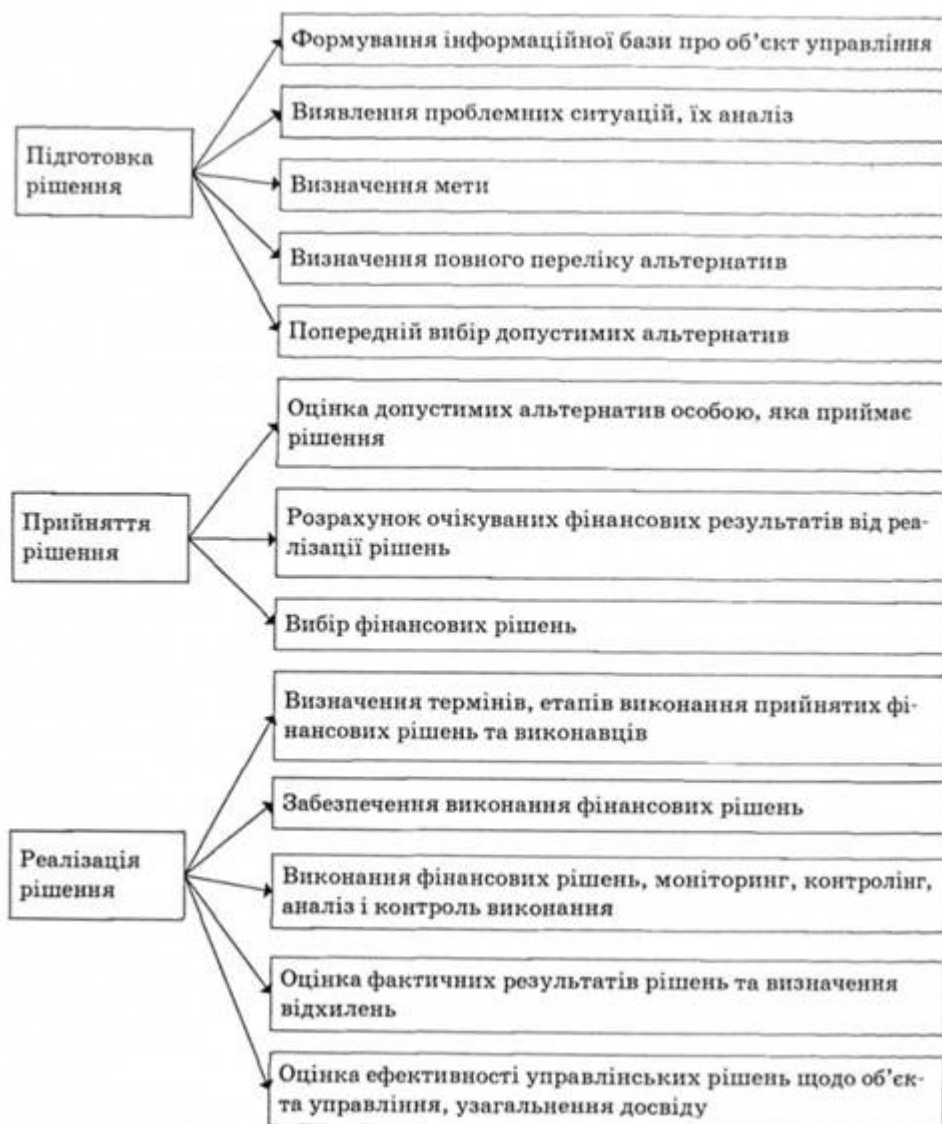 Підготовка
рішення
Формування інформаційної бази про об’єкт управління
Виявлення проблемних ситуацій, їх аналіз
Визначення мети
Визначення повного переліку альтернатив
Попередній вибір допустимих альтернатив
Прийняття
рішення
Оцінка допустимих альтернатив особою, яка приймає
рішення
Розрахунок очікуваних фінансових результатів від реа-
лізації рішень
Вибір фінансових рішень
Реалізація
рішення
Визначення термінів, етапів виконання прийнятих фі-
нансових рішень та виконавців
Забезпечення виконання фінансових рішень
Виконання фінансових рішень, моніторинг, контролінг,
аналіз і контроль виконання
Оцінка фактичних результатів рішень та визначення
відхилень
Оцінка ефективності управлінських рішень щодо об’єк-
та управління, узагальнення досвіду